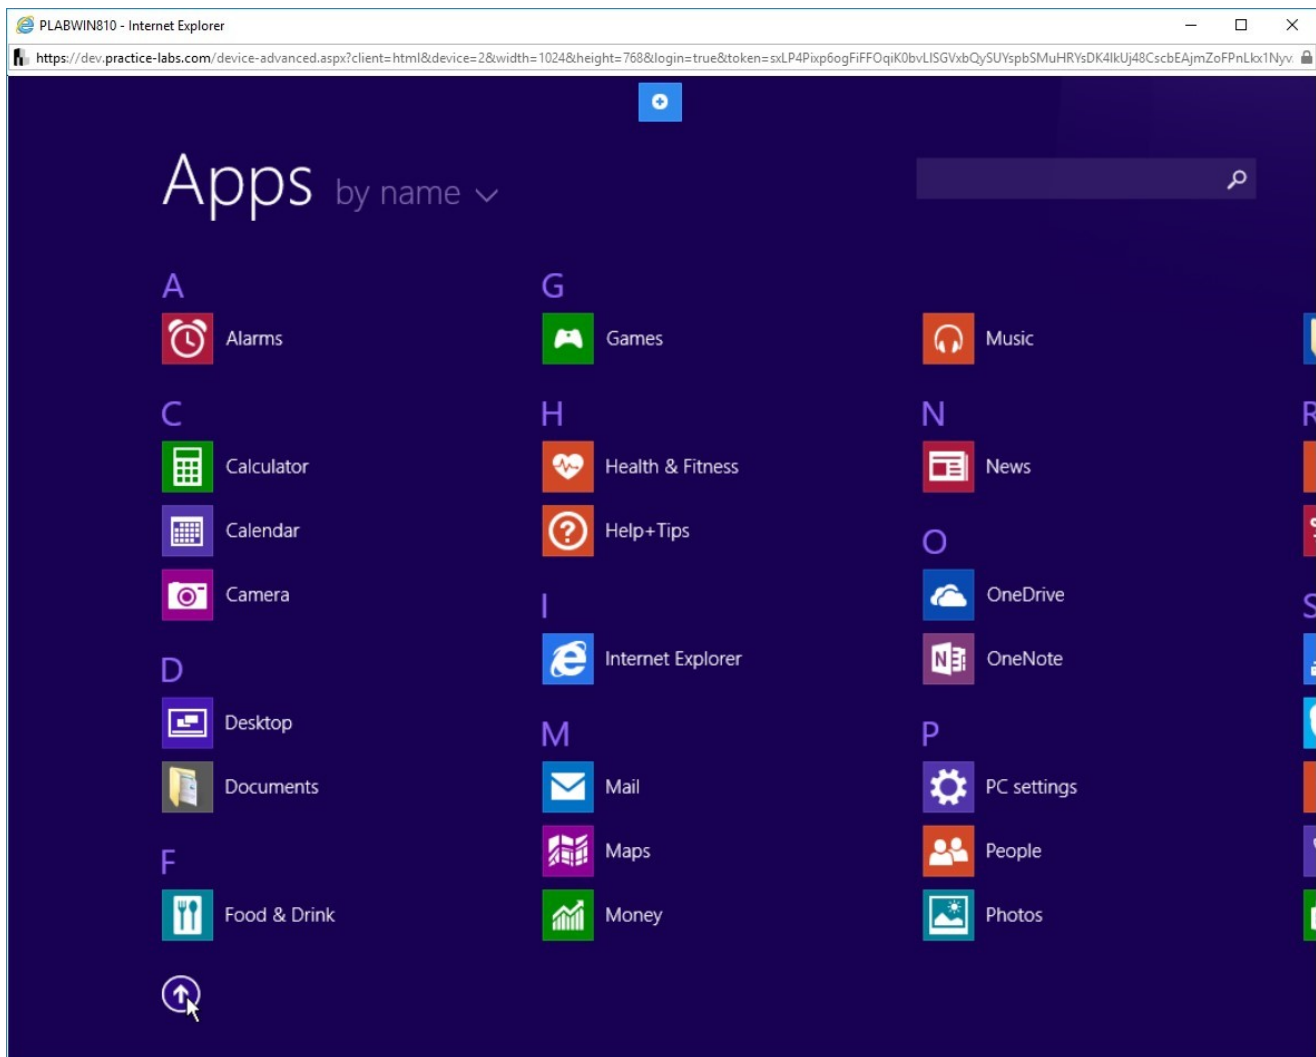 PLABWIN810 - Internet Explorer
https://dev.practice-labs.com/device-advanced.aspx?client=html&device=2&width=1024&height=768&login=true&token=sxLP4Pixp6ogFiFFOqiK0bvLISGVxbQySUYspbSMuHRYsDK4IkUj48CscbEAjmZoFPnLkx1Nyv
Apps by name
A
Alarms
C
Calculator
Calendar
Camera
D
Desktop
Documents
F
Food & Drink
G
Games
H
Health & Fitness
Help+Tips
I
Internet Explorer
M
Mail
Maps
Money
Music
N
News
O
OneDrive
OneNote
P
PC settings
People
Photos
R
S